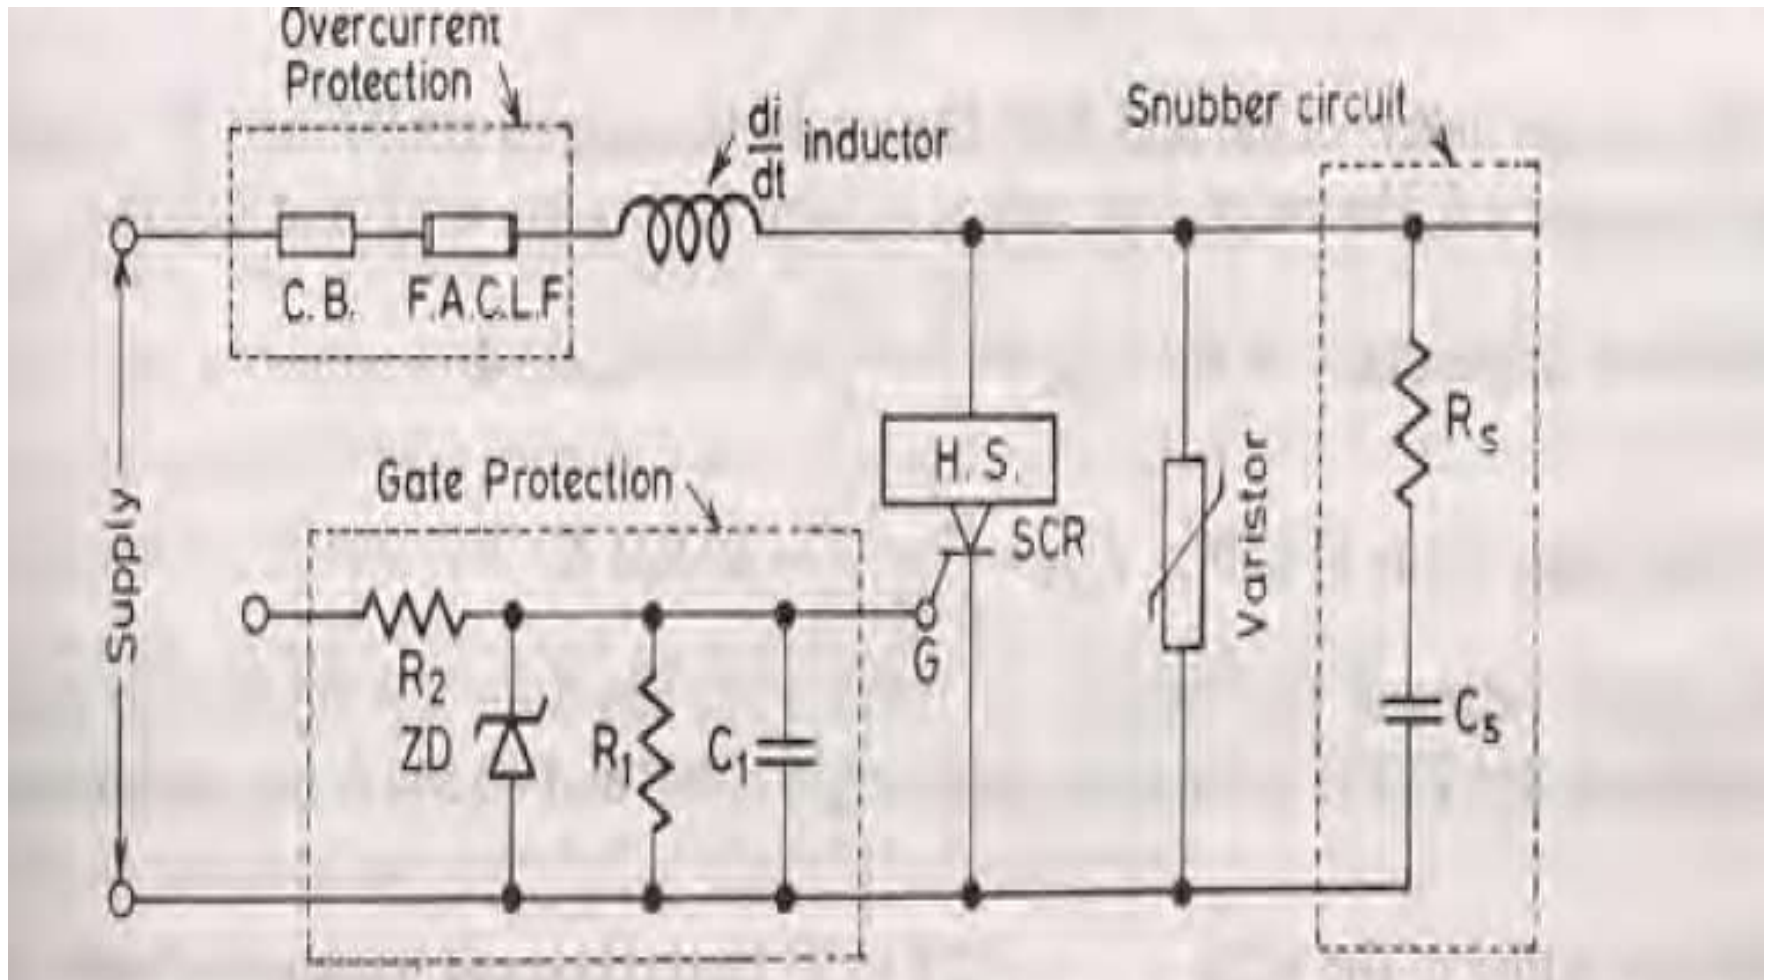 Overcurrent
Protection
di
dt
inductor
Snubber circuit
C.B.
F.A.C.L.F
Supply
Gate Protection
H.S.
SCR
Varistor
Rs
Cs
G
R2
ZD
R1
C1